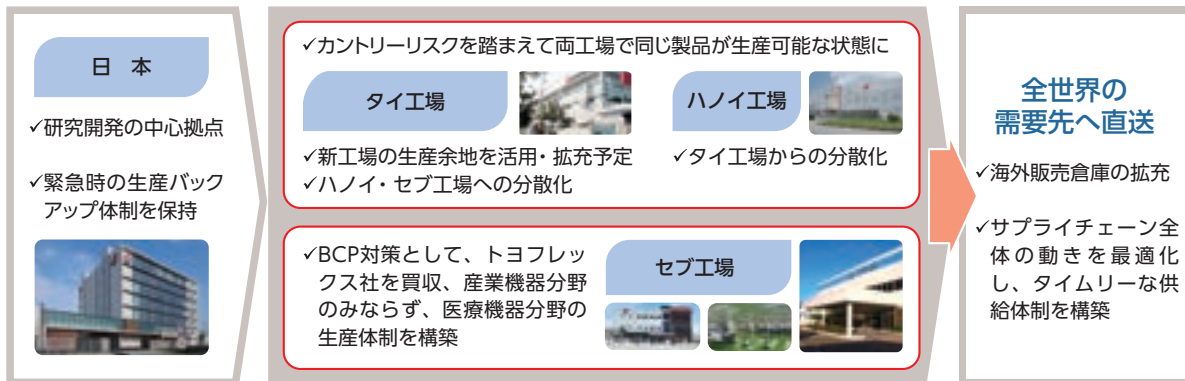 日 本
✓研究開発の中心拠点
✓緊急時の生産バック
アップ体制を保持
✓カントリーリスクを踏まえて両工場で同じ製品が生産可能な状態に
タイ工場
✓新工場の生産余地を活用・拡充予定
✓ハノイ・セブ工場への分散化
ハノイ工場
✓タイ工場からの分散化
✓BCP対策として、トヨフレッ
クス社を買収、産業機器分野
のみならず、医療機器分野の
生産体制を構築
セブ工場
全世界の
需要先へ直送
✓海外販売倉庫の拡充
✓サプライチェーン全
体の動きを最適化
し、タイムリーな供
給体制を構築